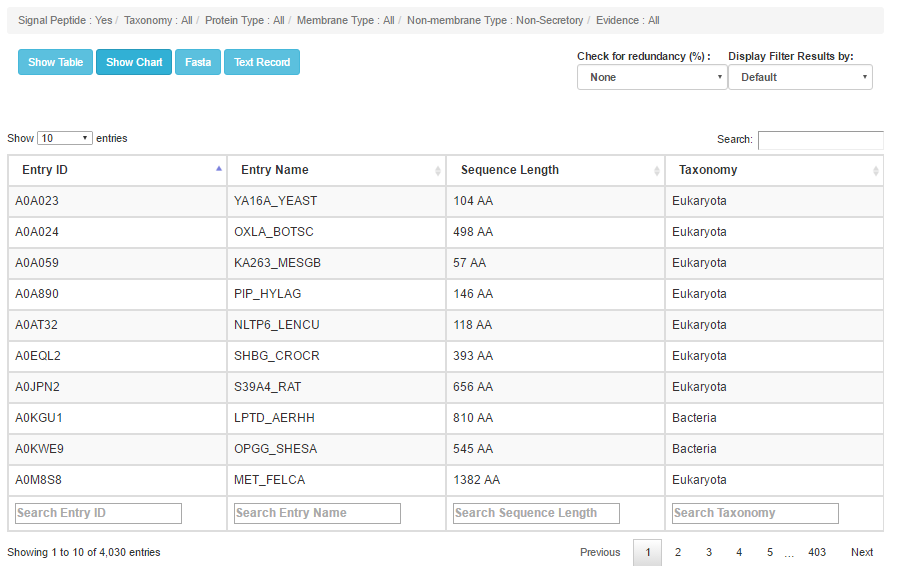 Signal Peptide : Yes / Taxonomy : All / Protein Type : All / Membrane Type : All / Non-membrane Type : Non-Secretory / Evidence : All
Show Table Show Chart Fasta Text Record
Check for redundancy (%) : Display Filter Results by:
None Default
Show 10 entries Search:
Entry ID Entry Name Sequence Length Taxonomy
A0A023 YA16A_YEAST 104 AA Eukaryota
A0A024 OXLA_BOTSC 498 AA Eukaryota
A0A059 KA263_MESGB 57 AA Eukaryota
A0A890 PIP_HYLAG 146 AA Eukaryota
A0AT32 NLTP6_LENCU 118 AA Eukaryota
A0EQL2 SHBG_CROCR 393 AA Eukaryota
A0JPN2 S39A4_RAT 656 AA Eukaryota
A0KGU1 LPTD_AERHH 810 AA Bacteria
A0KWE9 OPGG_SHESA 545 AA Bacteria
A0M8S8 MET_FELCA 1382 AA Eukaryota
Search Entry ID Search Entry Name Search Sequence Length Search Taxonomy
Showing 1 to 10 of 4,030 entries Previous 1 2 3 4 5 ... 403 Next